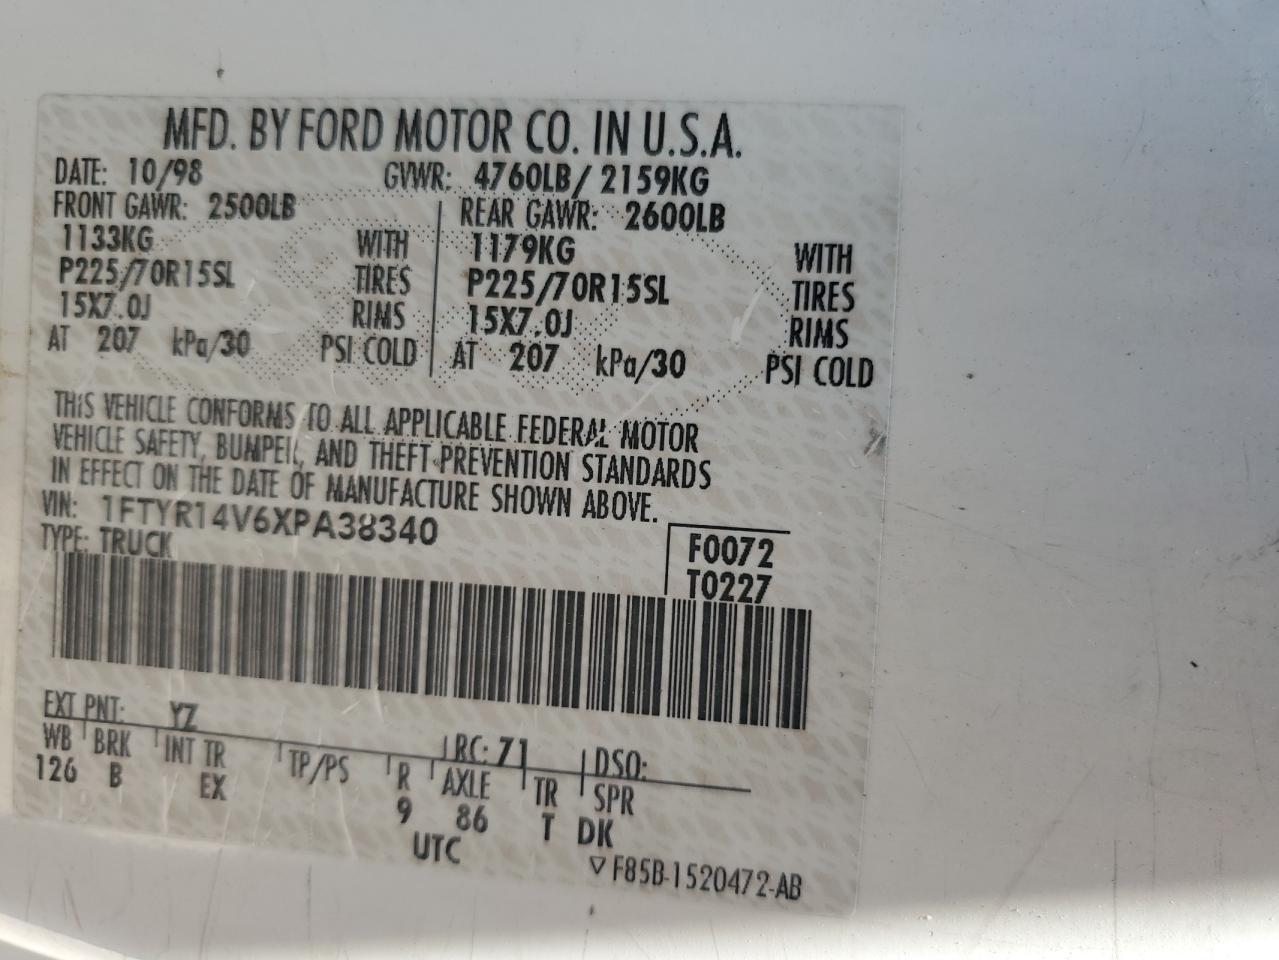 MFD. BY FORD MOTOR CO. IN U.S.A.
DATE: 10/98 GVWR: 4760LB/ 2159KG
FRONT GAWR: 2500LB REAR GAWR: 2600LB
1133KG WITH 1179KG WITH
P225/70R15SL TIRES P225/70R15SL TIRES
15X7.0J RIMS 15X7.0J RIMS
AT 207 kPa/30 PSI COLD AT 207 kPa/30 PSI COLD
THIS VEHICLE CONFORMS TO ALL APPLICABLE FEDERAL MOTOR
VEHICLE SAFETY, BUMPER, AND THEFT PREVENTION STANDARDS
IN EFFECT ON THE DATE OF MANUFACTURE SHOWN ABOVE.
VIN: 1FTYR14V6XPA38340
TYPE: TRUCK
F0072
T0227
EXT PNT: YZ RC: 71 DSO:
WB BRK INT TR TP/PS R AXLE TR SPR
126 B EX 9 86 T DK
UTC
▽F85B-1520472-AB